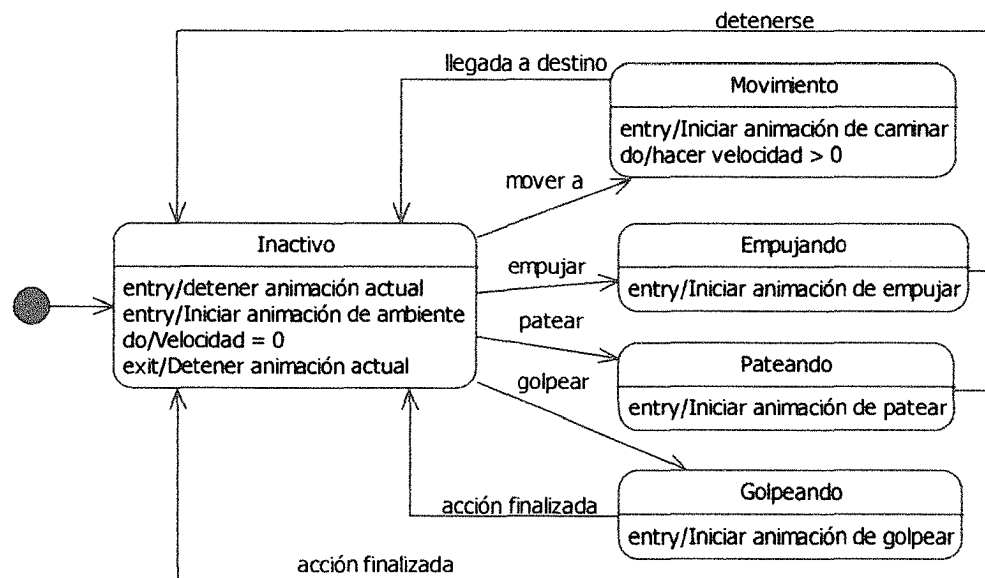 detenerse
llegada a destino
Movimiento
entry/Iniciar animación de caminar
do/hacer velocidad > 0
mover a
Inactivo
entry/detener animación actual
entry/Iniciar animación de ambiente
do/Velocidad = 0
exit/Detener animación actual
empujar
Empujando
entry/Iniciar animación de empujar
patear
Pateando
entry/Iniciar animación de patear
golpear
Golpeando
entry/Iniciar animación de golpear
acción finalizada
acción finalizada